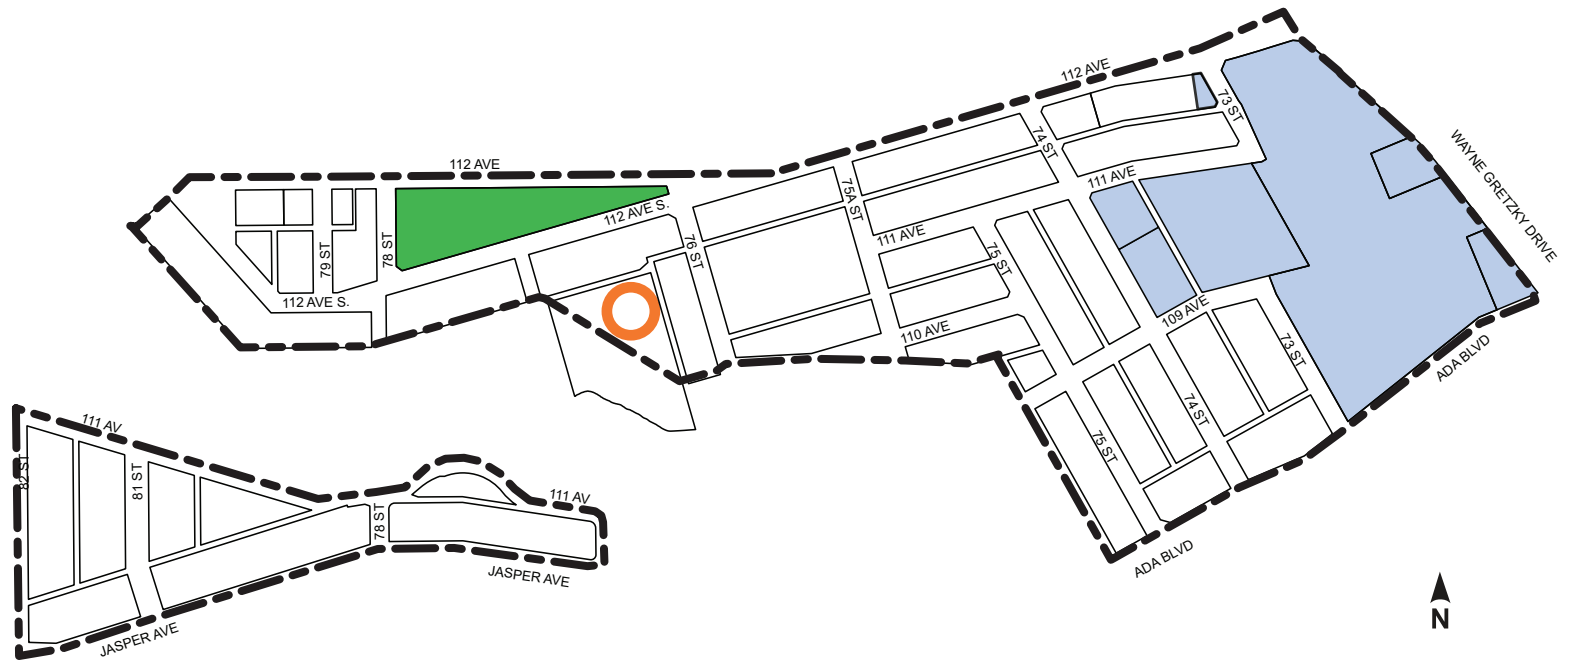 112 AVE
73 ST
112 AVE
74 ST
WAYNE GRETZKY DRIVE
111 AVE
75A ST
112 AVE S.
111 AVE
79 ST
78 ST
76 ST
75 ST
112 AVE S.
109 AVE
110 AVE
73 ST
ADA BLVD
74 ST
111 AV
75 ST
82 ST
81 ST
111 AV
78 ST
ADA BLVD
JASPER AVE
N
JASPER AVE